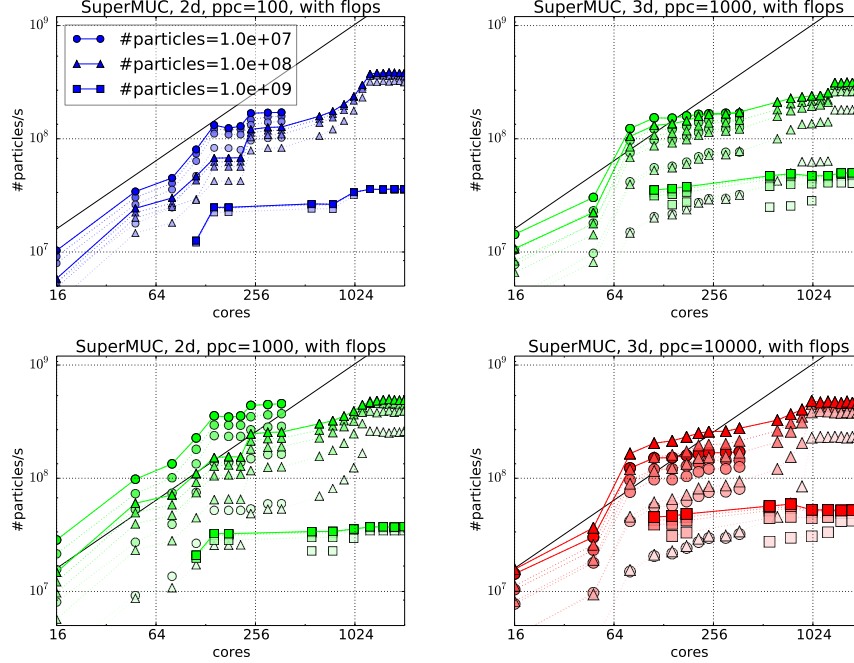 SuperMUC, 2d, ppc=100, with flops
10⁹
10⁸
10⁷
#particles/s
#particles=1.0e+07
#particles=1.0e+08
#particles=1.0e+09
16
64
256
1024
cores
SuperMUC, 3d, ppc=1000, with flops
10⁹
10⁸
10⁷
#particles/s
16
64
256
1024
cores
SuperMUC, 2d, ppc=1000, with flops
10⁹
10⁸
10⁷
#particles/s
16
64
256
1024
cores
SuperMUC, 3d, ppc=10000, with flops
10⁹
10⁸
10⁷
#particles/s
16
64
256
1024
cores